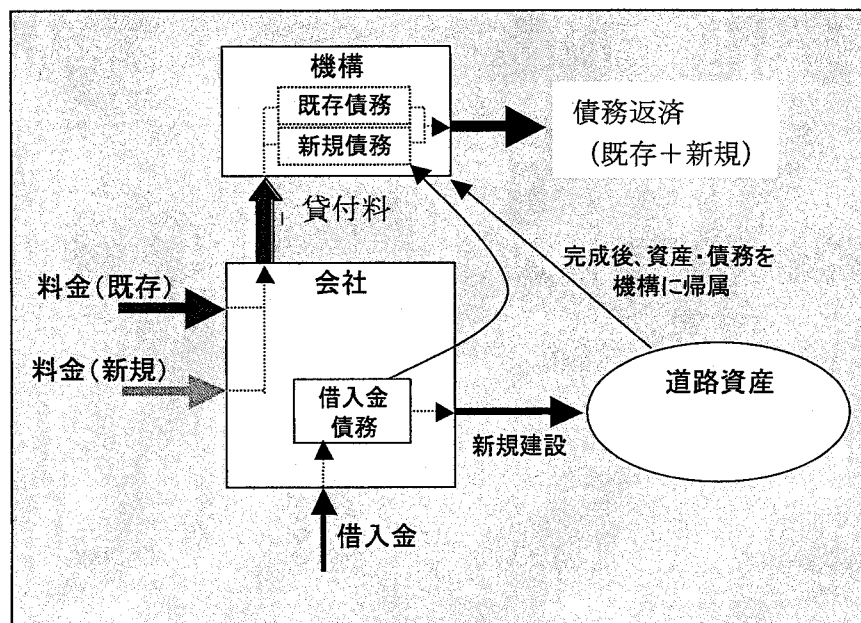 機構
既存債務
新規債務
債務返済
（既存＋新規）
貸付料
完成後、資産・債務を
機構に帰属
会社
料金（既存）
料金（新規）
借入金
債務
新規建設
道路資産
借入金